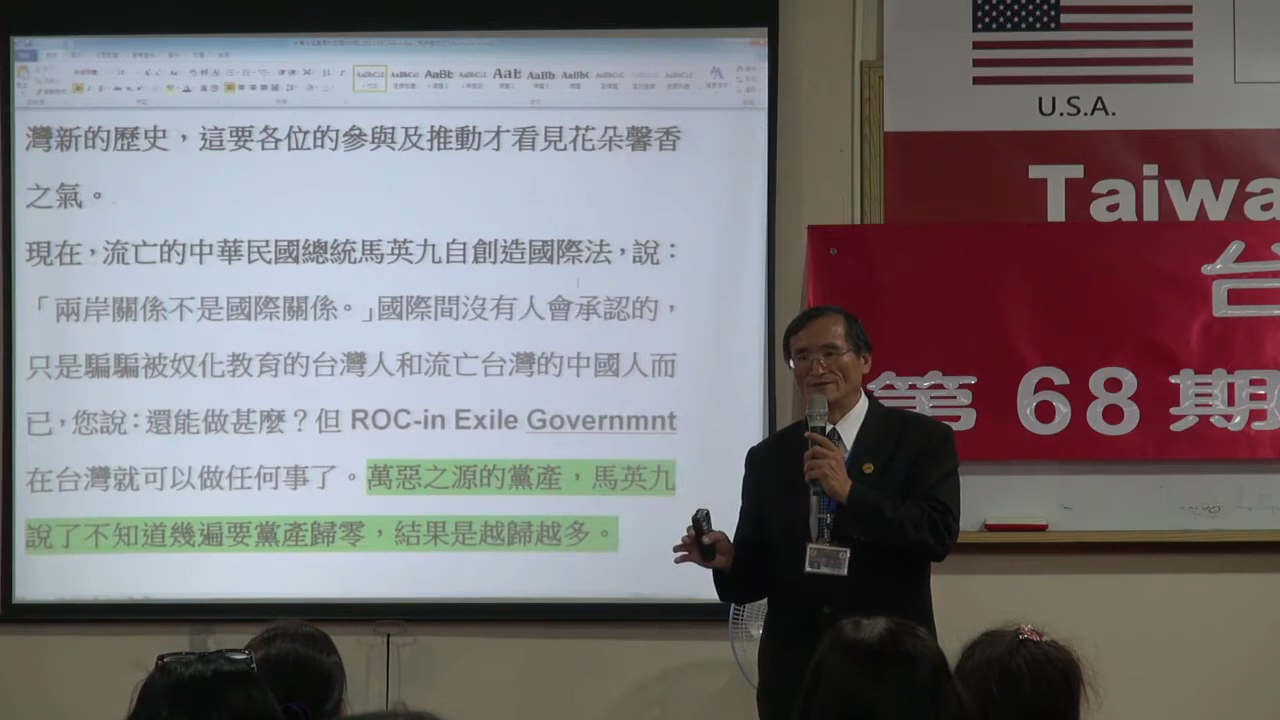 灣新的歷史，這要各位的參與及推動才看見花朵馨香
之氣。
現在，流亡的中華民國總統馬英九自創造國際法，說：
「兩岸關係不是國際關係。」國際間沒有人會承認的，
只是騙騙被奴化教育的台灣人和流亡台灣的中國人而
已，您說：還能做甚麼？但 ROC-in Exile Governmnt
在台灣就可以做任何事了。萬惡之源的黨產，馬英九
說了不知道幾遍要黨產歸零，結果是越歸越多。
U.S.A.
Taiwa
台
第 68 期